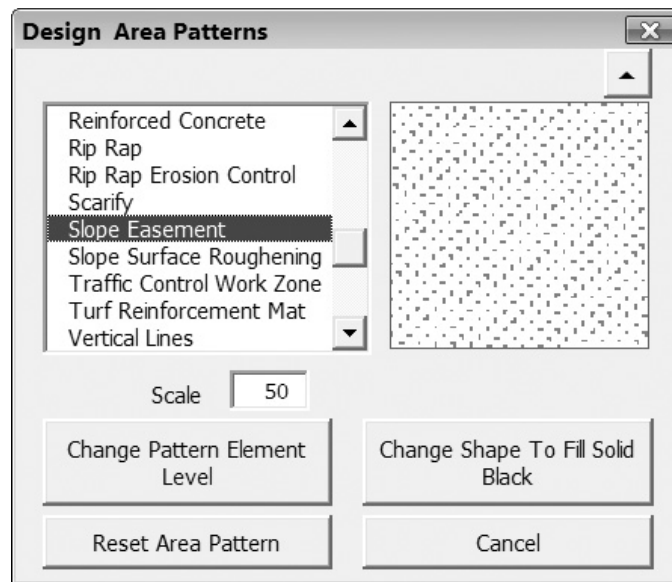 Design Area Patterns
Reinforced Concrete
Rip Rap
Rip Rap Erosion Control
Scarify
Slope Easement
Slope Surface Roughening
Traffic Control Work Zone
Turf Reinforcement Mat
Vertical Lines
Scale 50
Change Pattern Element
Level
Change Shape To Fill Solid
Black
Reset Area Pattern
Cancel